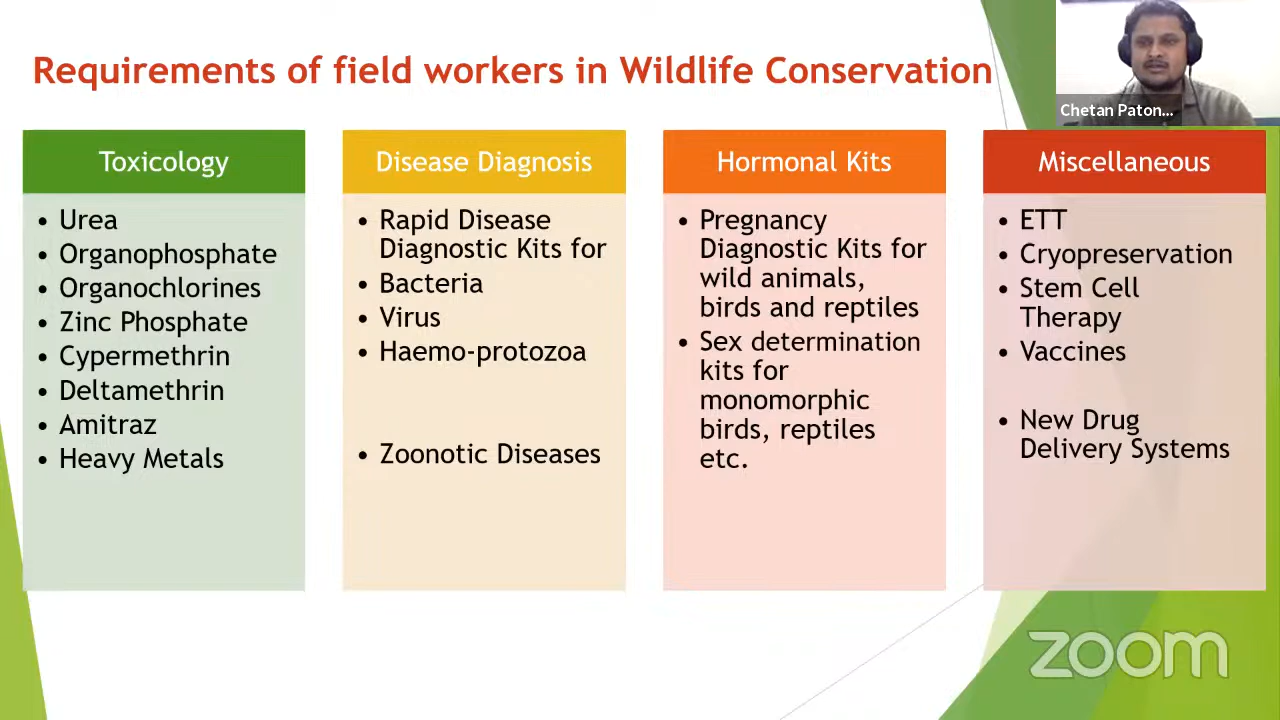 Requirements of field workers in Wildlife Conservation
Chetan Paton...
Toxicology
• Urea
• Organophosphate
• Organochlorines
• Zinc Phosphate
• Cypermethrin
• Deltamethrin
• Amitraz
• Heavy Metals
Disease Diagnosis
• Rapid Disease
Diagnostic Kits for
• Bacteria
• Virus
• Haemo-protozoa
• Zoonotic Diseases
Hormonal Kits
• Pregnancy
Diagnostic Kits for
wild animals,
birds and reptiles
• Sex determination
kits for
monomorphic
birds, reptiles
etc.
Miscellaneous
• ETT
• Cryopreservation
• Stem Cell
Therapy
• Vaccines
• New Drug
Delivery Systems
zoom